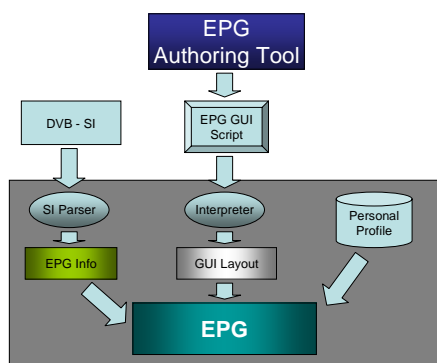 EPG
Authoring Tool
DVB - SI
EPG GUI
Script
SI Parser
Interpreter
Personal
Profile
EPG Info
GUI Layout
EPG